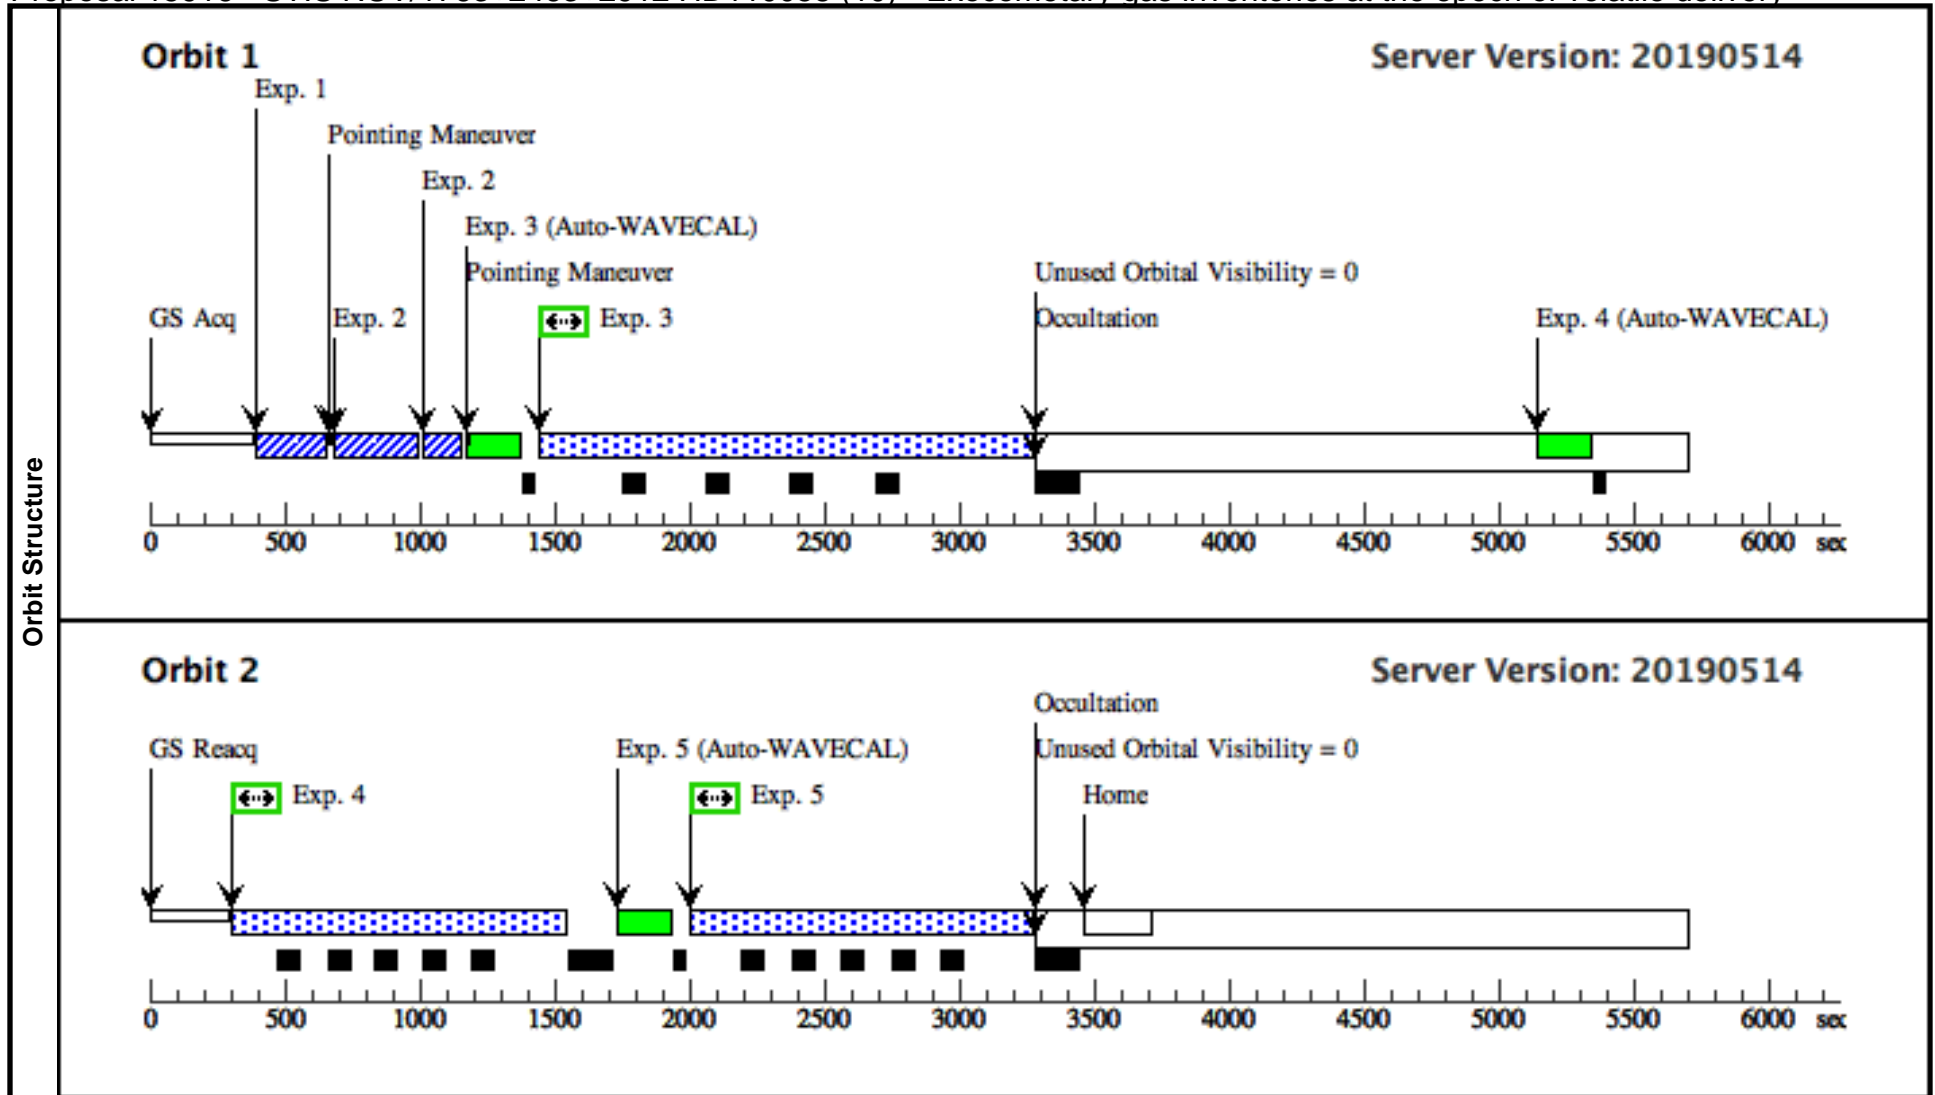 Orbit Structure
Orbit 1
Server Version: 20190514
Exp. 1
Pointing Maneuver
Exp. 2
Exp. 3 (Auto-WAVECAL)
Pointing Maneuver
Unused Orbital Visibility = 0
GS Acq
Exp. 2
Exp. 3
Occultation
Exp. 4 (Auto-WAVECAL)
0 500 1000 1500 2000 2500 3000 3500 4000 4500 5000 5500 6000 sec
Orbit 2
Server Version: 20190514
Occultation
GS Reacq
Exp. 5 (Auto-WAVECAL)
Unused Orbital Visibility = 0
Exp. 4
Exp. 5
Home
0 500 1000 1500 2000 2500 3000 3500 4000 4500 5000 5500 6000 sec